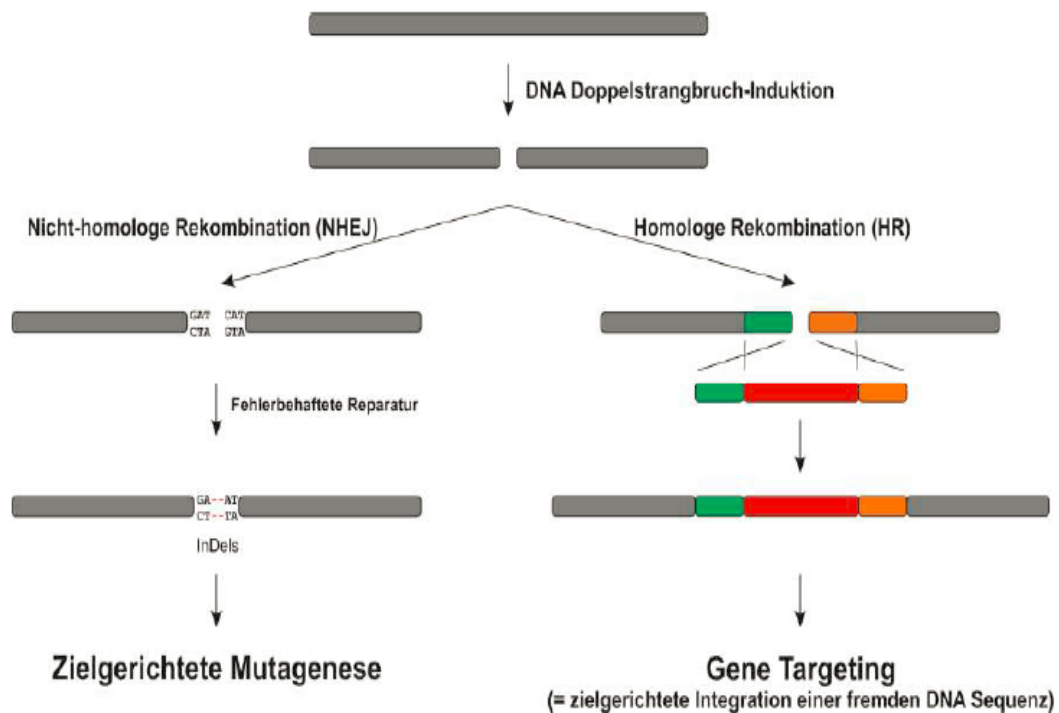 DNA Doppelstrangbruch-Induktion
Nicht-homologe Rekombination (NHEJ)
Homologe Rekombination (HR)
GAT CAT
CTA GTA
Fehlerbehaftete Reparatur
GA--AT
CT--TA
InDels
Zielgerichtete Mutagenese
Gene Targeting
(= zielgerichtete Integration einer fremden DNA Sequenz)